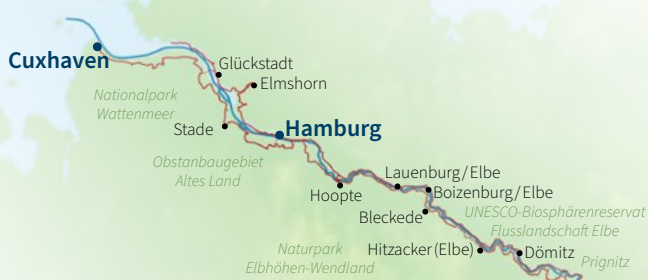 Cuxhaven
Glückstadt
Elmshorn
Nationalpark
Wattenmeer
Stade
Hamburg
Obstanbaugebiet
Altes Land
Hoopte
Lauenburg/Elbe
Boizenburg/Elbe
Bleckede
UNESCO-Biosphärenreservat
Flusslandschaft Elbe
Naturpark
Elbhöhen-Wendland
Hitzacker (Elbe)
Dömitz
Prignitz